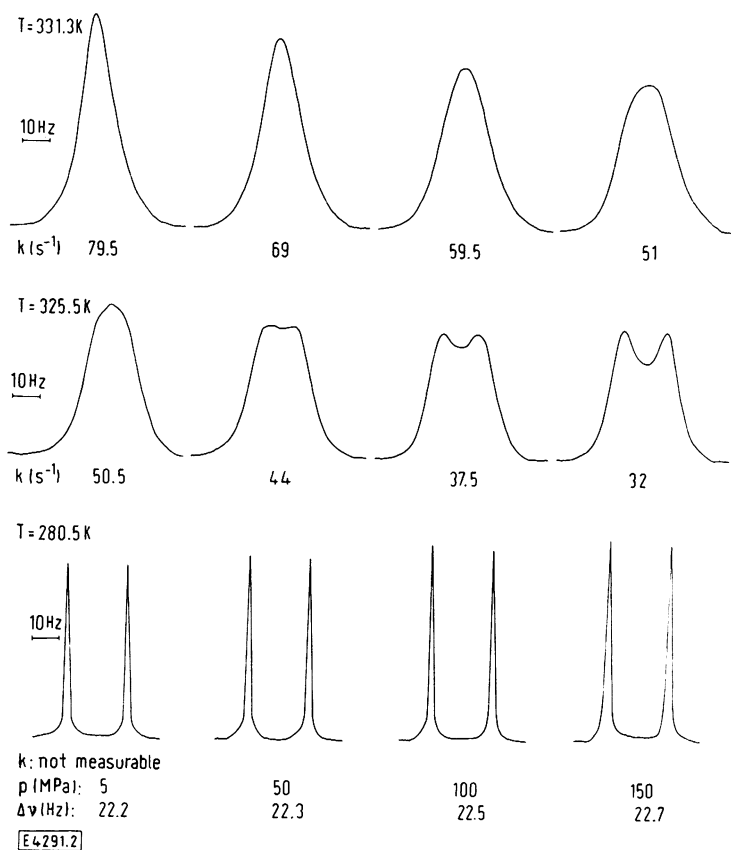 T=331.3K
10Hz
k(s⁻¹) 79.5 69 59.5 51
T=325.5K
10Hz
k(s⁻¹) 50.5 44 37.5 32
T=280.5K
10Hz
k: not measurable
p(MPa): 5 50 100 150
Δν(Hz): 22.2 22.3 22.5 22.7
E4291.2